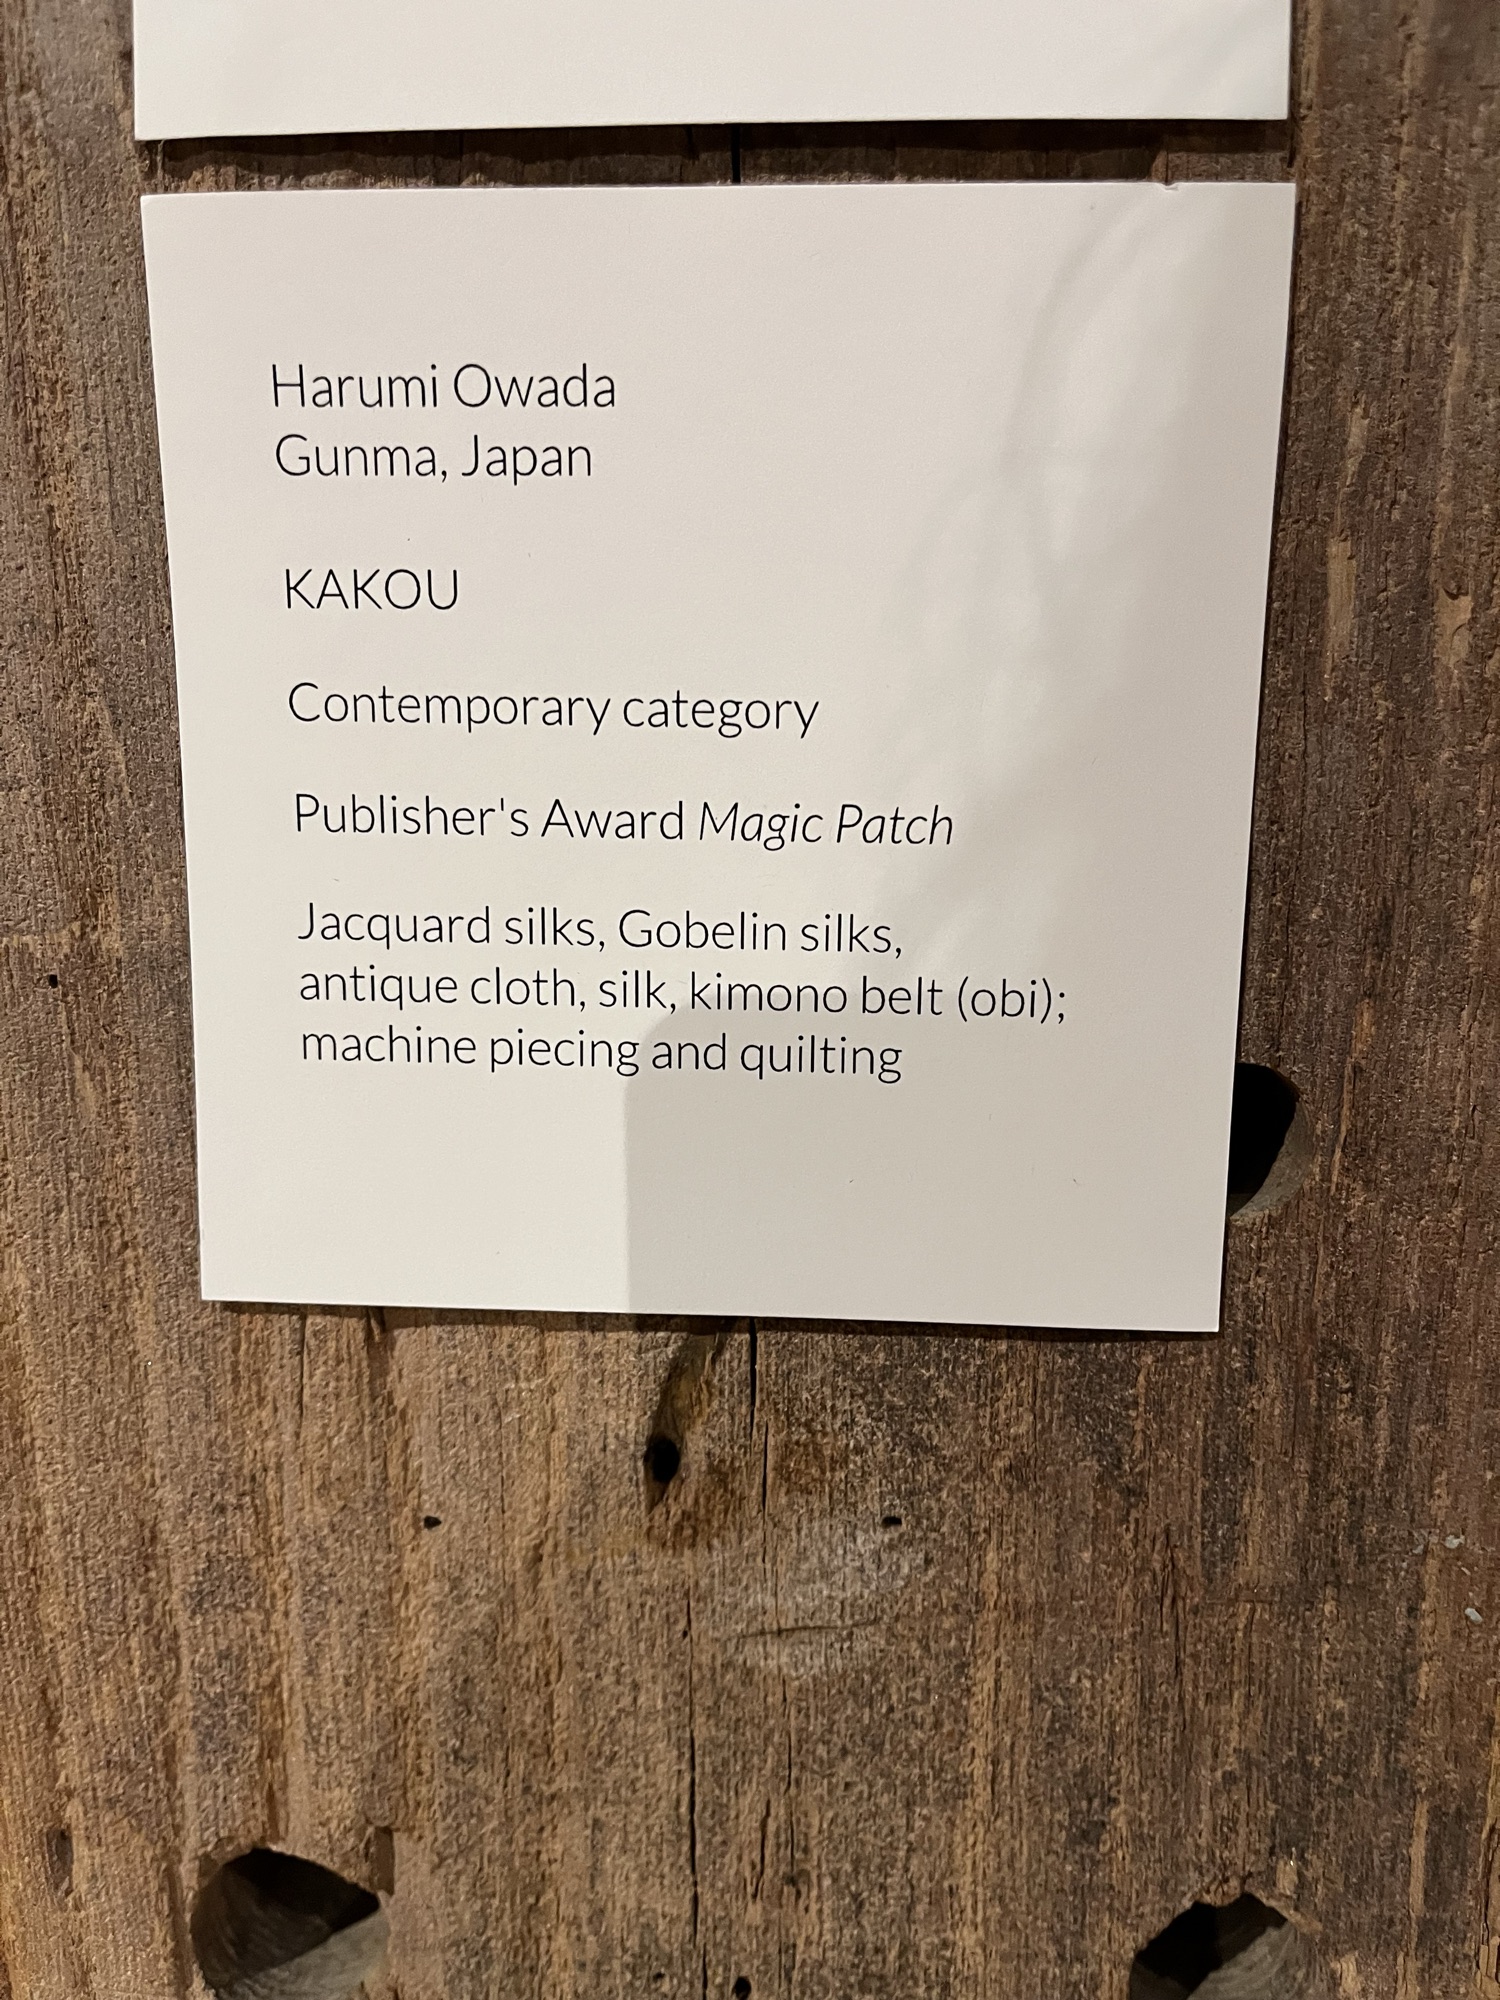 Harumi Owada
Gunma, Japan
KAKOU
Contemporary category
Publisher's Award Magic Patch
Jacquard silks, Gobelin silks,
antique cloth, silk, kimono belt (obi);
machine piecing and quilting